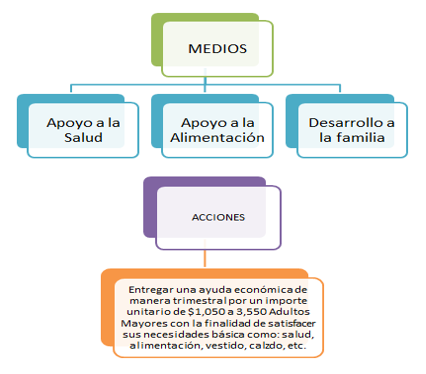 MEDIOS
Apoyo a la
Salud
Apoyo a la
Alimentación
Desarrollo a
la familia
ACCIONES
Entregar una ayuda económica de
manera trimestral por un importe
unitario de $1,050 a 3,550 Adultos
Mayores con la finalidad de satisfacer
sus necesidades básica como: salud,
alimentación, vestido, calzdo, etc.